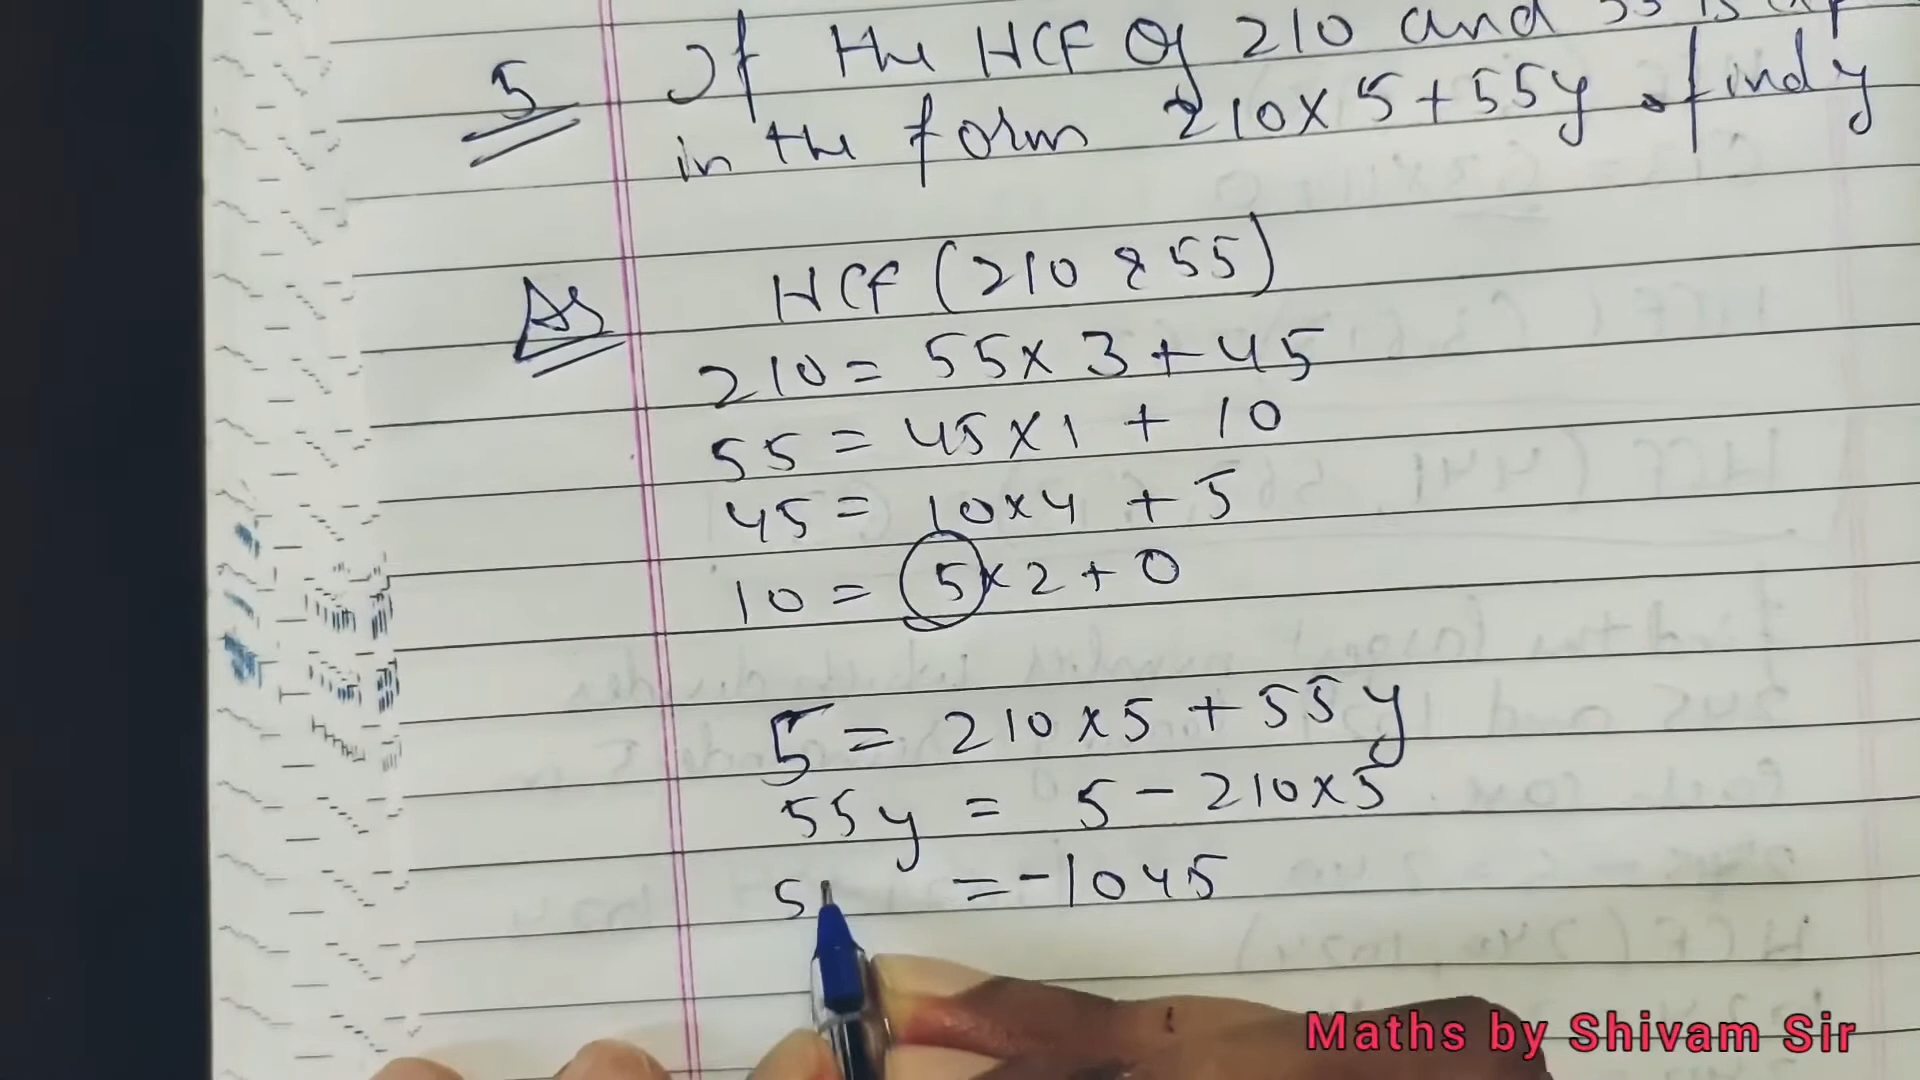 5 If the HCF Of 210 and 55 is
in the form 210×5+55y . find y
As HCF (210 & 55)
210 = 55×3+45
55 = 45×1 + 10
45 = 10×4 + 5
10 = 5×2+0
5 = 210×5+55y
55y = 5-210×5
5 =-1045
Maths by Shivam Sir